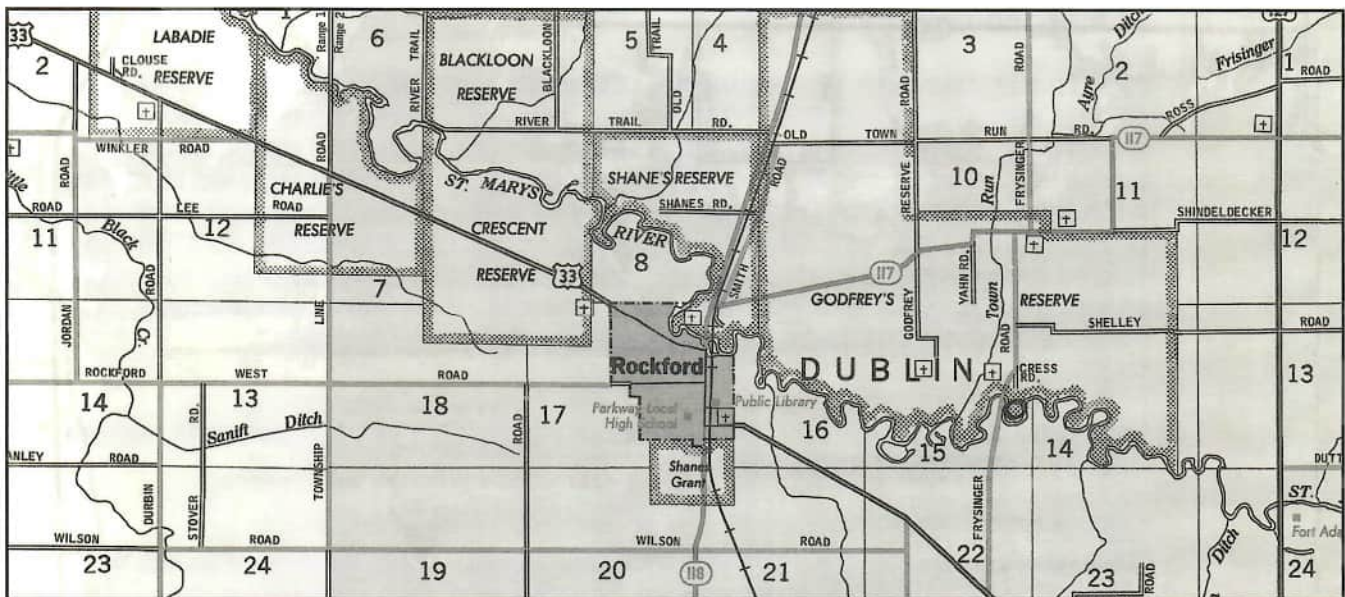 33
LABADIE
RESERVE
CLOUSE
RD.
2
1
Range 1
Range 2
6
RIVER TRAIL
BLACKLOON
RESERVE
BLACKLOON
5
TRAIL
OLD
4
3
ROAD
Ditch
2
Ayne
Frisinger
127
1
ROAD
ROSS
RIVER TRAIL RD.
OLD TOWN RUN RD.
117
ROAD
WINKLER ROAD
ROAD
CHARLIE'S
ROAD
RESERVE
ST. MARYS
RIVER
SHANE'S RESERVE
SHANES RD.
ROAD
RESERVE
10
Run
FRYSINGER
11
SHINDELDECKER
ROAD
LEE
12
11
Black
Cr.
CRESCENT
RESERVE
33
8
SMITH
117
GODFREY'S
RESERVE
YAHN RD.
Town
12
7
LINE
JORDAN
ROAD
GODFREY
ROAD
SHELLEY ROAD
ROCKFORD WEST ROAD
Rockford
DUBLIN
CRESS
RD.
13
14
RD.
13
18
17
ROAD
Parkway Local
High School
Public Library
16
15
14
Sanift Ditch
ANLEY ROAD
DURBIN
STOVER
TOWNSHIP
Shanes
Grant
FRYSINGER
DUTT
ST.
Fort Ada
Ditch
WILSON ROAD
WILSON ROAD
23
24
19
20
118
21
22
23
ROAD
24